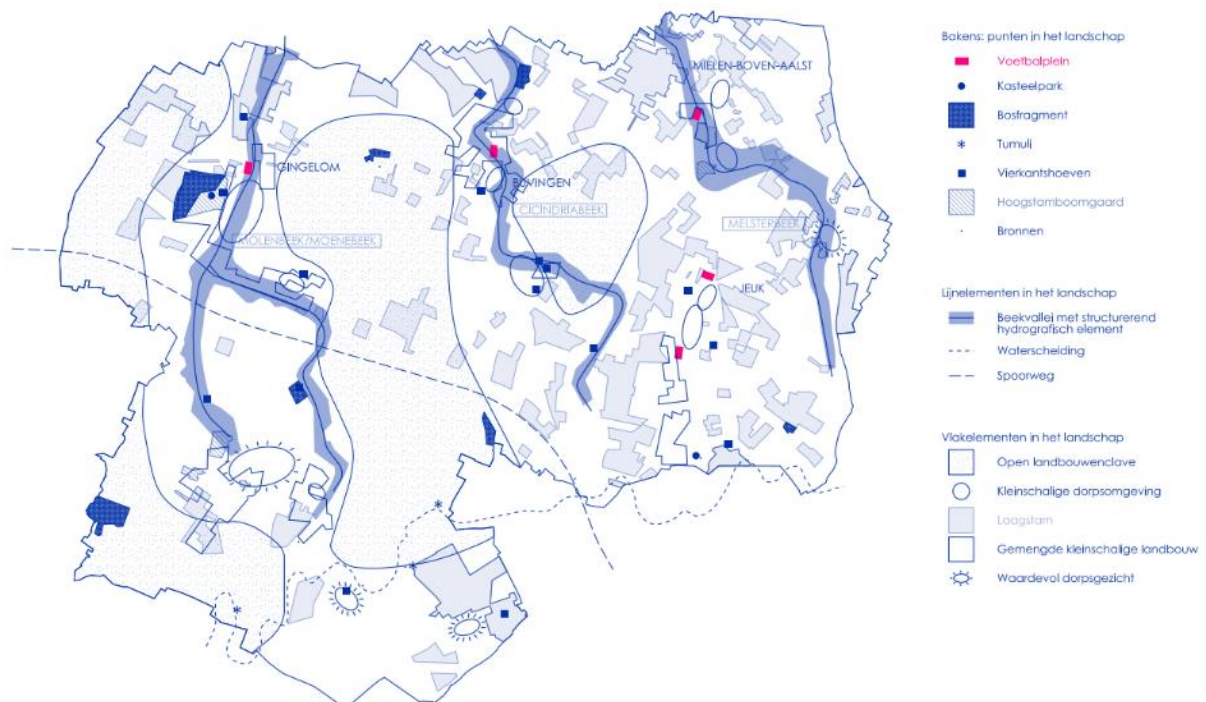 MIELEN-BOVEN-AALST
GINGELOM
BUVINGEN
CICINDRIABEEK
MELSTERBEEK
MOLENBEEK/MOENEBEEK
JEUK
Bakens: punten in het landschap
Voetbalplein
Kasteelpark
Bosfragment
Tumuli
Vierkantshoeven
Hoogstamboomgaard
Bronnen
Lijnelementen in het landschap
Beekvallei met structurerend
hydrografisch element
Waterscheiding
Spoorweg
Vlakelementen in het landschap
Open landbouwenclave
Kleinschalige dorpsomgeving
Laagstam
Gemengde kleinschalige landbouw
Waardevol dorpsgezicht